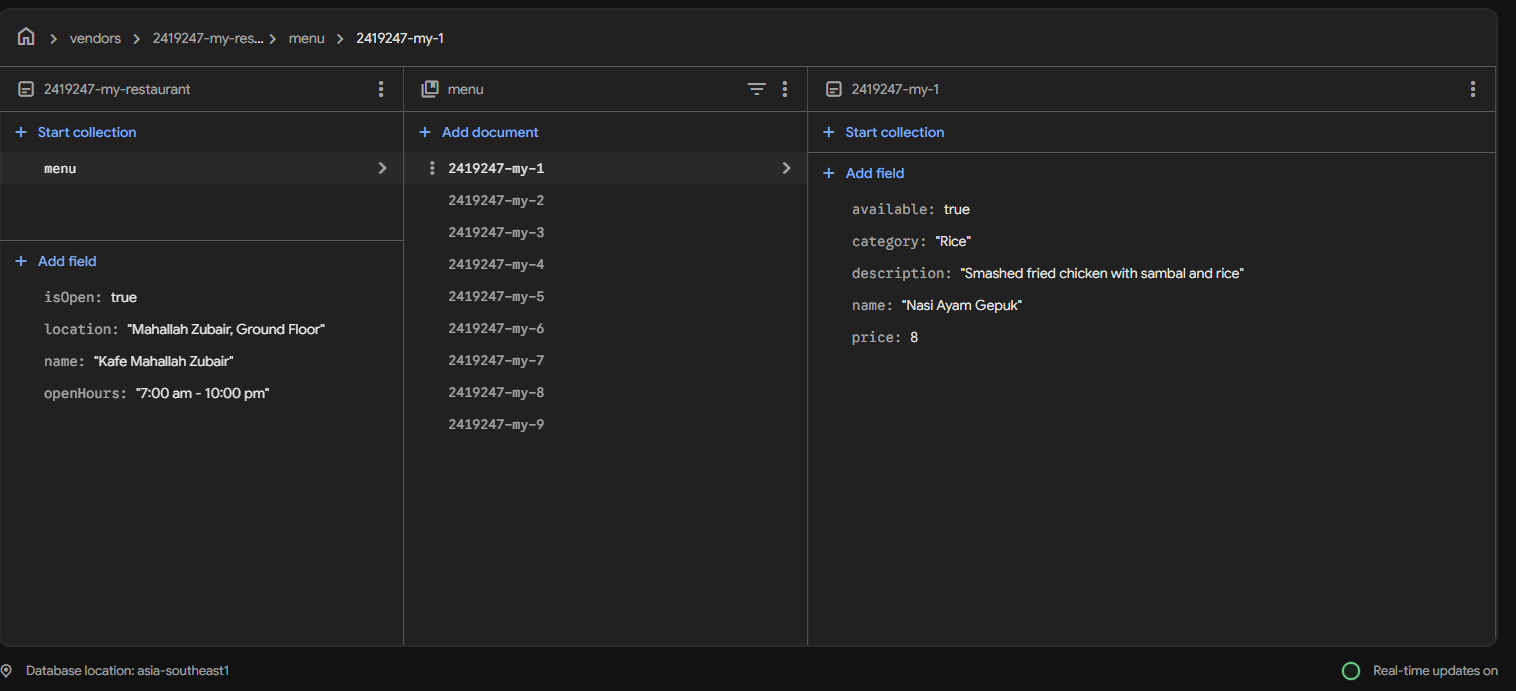 vendors
2419247-my-res...
menu
2419247-my-1
2419247-my-restaurant
Start collection
menu
Add field
isOpen: true
location: "Mahallah Zubair, Ground Floor"
name: "Kafe Mahallah Zubair"
openHours: "7:00 am - 10:00 pm"
menu
Add document
2419247-my-1
2419247-my-2
2419247-my-3
2419247-my-4
2419247-my-5
2419247-my-6
2419247-my-7
2419247-my-8
2419247-my-9
2419247-my-1
Start collection
Add field
available: true
category: "Rice"
description: "Smashed fried chicken with sambal and rice"
name: "Nasi Ayam Gepuk"
price: 8
Database location: asia-southeast1
Real-time updates on